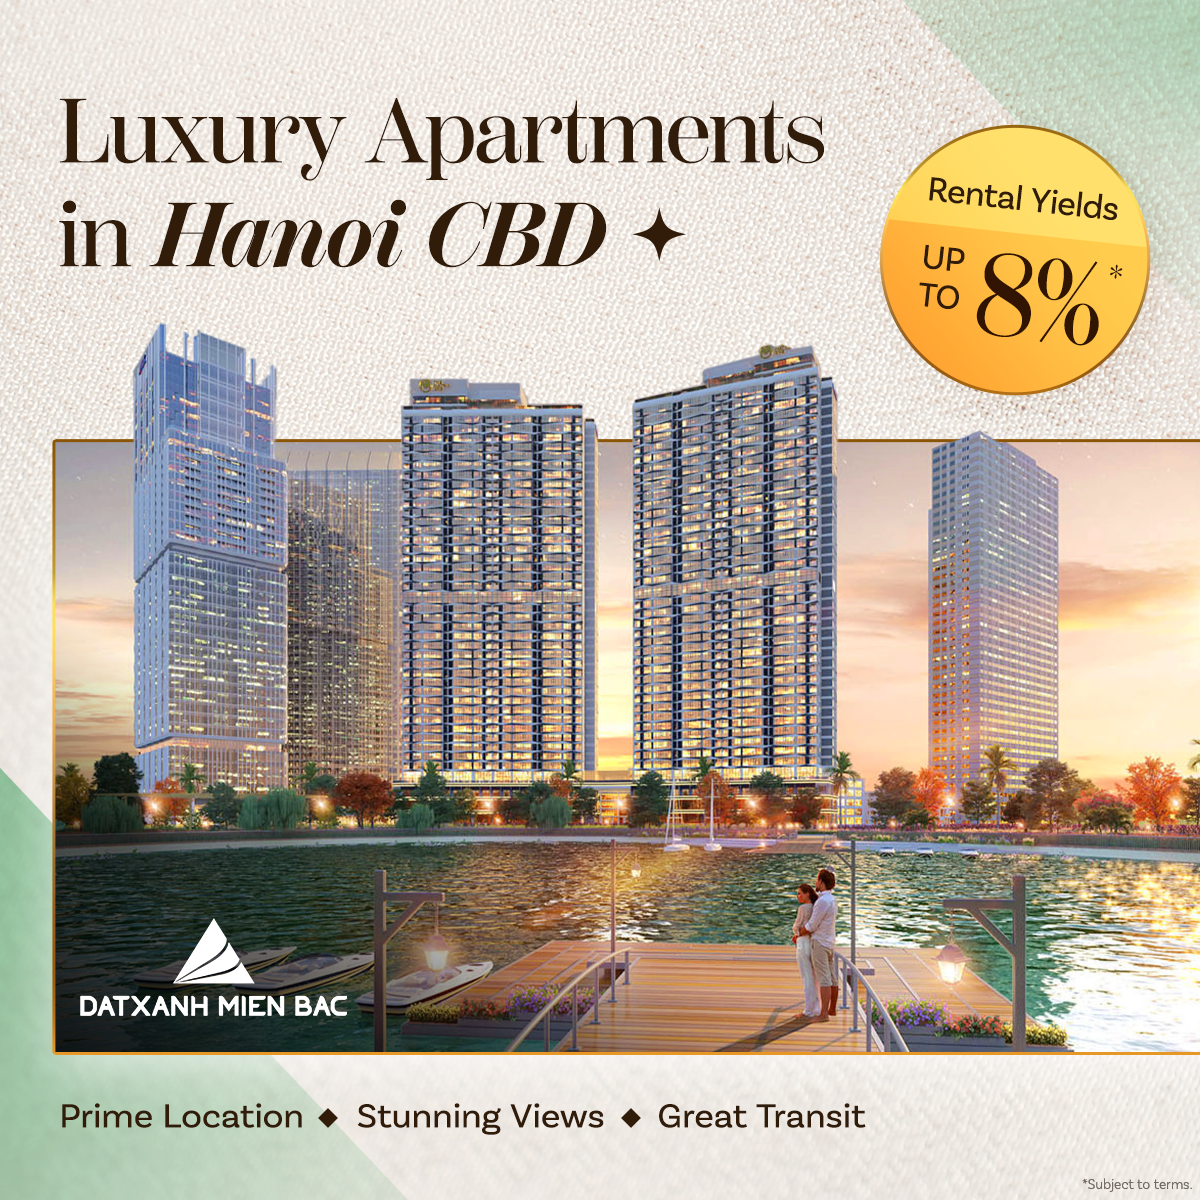 Luxury Apartments
in Hanoi CBD
Rental Yields
UP
TO 8%*
DATXANH MIEN BAC
Prime Location ◆ Stunning Views ◆ Great Transit
*Subject to terms.